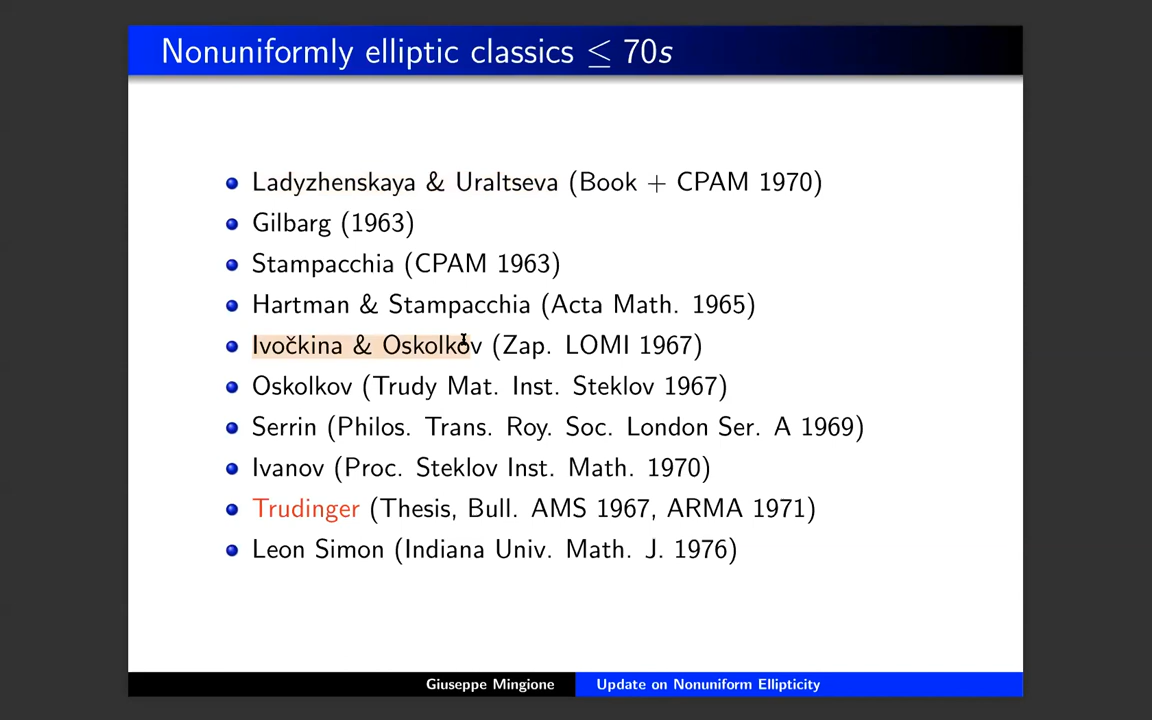 Nonuniformly elliptic classics ≤ 70s
Ladyzhenskaya & Uraltseva (Book + CPAM 1970)
Gilbarg (1963)
Stampacchia (CPAM 1963)
Hartman & Stampacchia (Acta Math. 1965)
Ivočkina & Oskolkov (Zap. LOMI 1967)
Oskolkov (Trudy Mat. Inst. Steklov 1967)
Serrin (Philos. Trans. Roy. Soc. London Ser. A 1969)
Ivanov (Proc. Steklov Inst. Math. 1970)
Trudinger (Thesis, Bull. AMS 1967, ARMA 1971)
Leon Simon (Indiana Univ. Math. J. 1976)
Giuseppe Mingione Update on Nonuniform Ellipticity